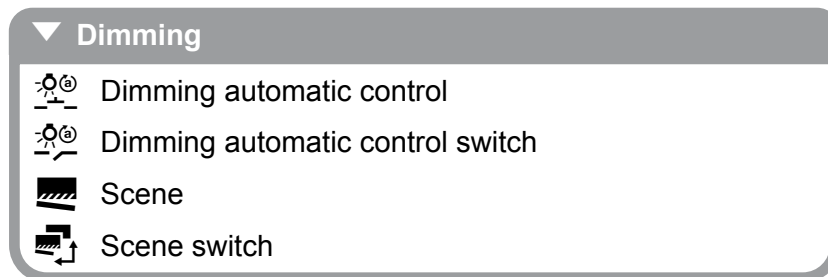 Dimming
Dimming automatic control
Dimming automatic control switch
Scene
Scene switch